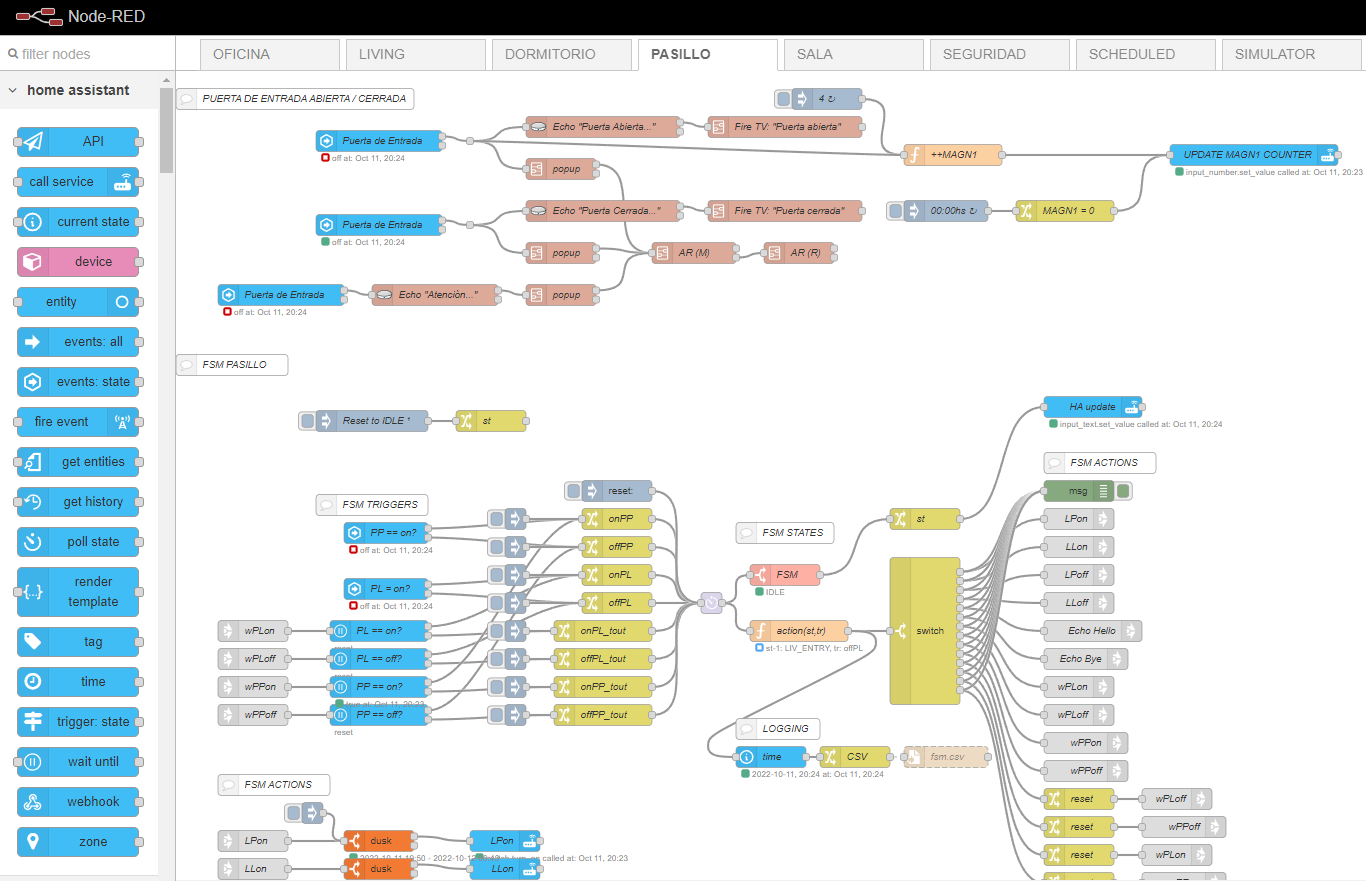 Node-RED
filter nodes
OFICINA
LIVING
DORMITORIO
PASILLO
SALA
SEGURIDAD
SCHEDULED
SIMULATOR
home assistant
API
call service
current state
device
entity
events: all
events: state
fire event
get entities
get history
poll state
render
template
tag
time
trigger: state
wait until
webhook
zone
PUERTA DE ENTRADA ABIERTA / CERRADA
4 ↻
Puerta de Entrada
off at: Oct 11, 20:24
Echo "Puerta Abierta..."
Fire TV: "Puerta abierta"
popup
++MAGN1
UPDATE MAGN1 COUNTER
input_number.set_value called at: Oct 11, 20:23
Puerta de Entrada
off at: Oct 11, 20:24
Echo "Puerta Cerrada..."
Fire TV: "Puerta cerrada"
00:00hs ↻
MAGN1 = 0
popup
AR (M)
AR (R)
Puerta de Entrada
off at: Oct 11, 20:24
Echo "Atenciòn..."
popup
FSM PASILLO
Reset to IDLE ¹
st
HA update
input_text.set_value called at: Oct 11, 20:24
FSM ACTIONS
msg
LPon
LLon
LPoff
LLoff
Echo Hello
Echo Bye
wPLon
wPLoff
wPPon
wPPoff
reset
wPLoff
reset
wPPoff
reset
wPLon
FSM TRIGGERS
reset:
PP == on?
off at: Oct 11, 20:24
onPP
offPP
PL = on?
off at: Oct 11, 20:24
onPL
offPL
wPLon
PL == on?
reset
onPL_tout
wPLoff
PL == off?
reset
offPL_tout
wPPon
PP == on?
onPP_tout
wPPoff
PP == off?
reset
offPP_tout
FSM STATES
st
FSM
IDLE
action(st,tr)
st-1: LIV_ENTRY, tr: offPL
switch
LOGGING
time
2022-10-11, 20:24 at: Oct 11, 20:24
CSV
fsm.csv
FSM ACTIONS
LPon
dusk
LPon
LLon
dusk
LLon